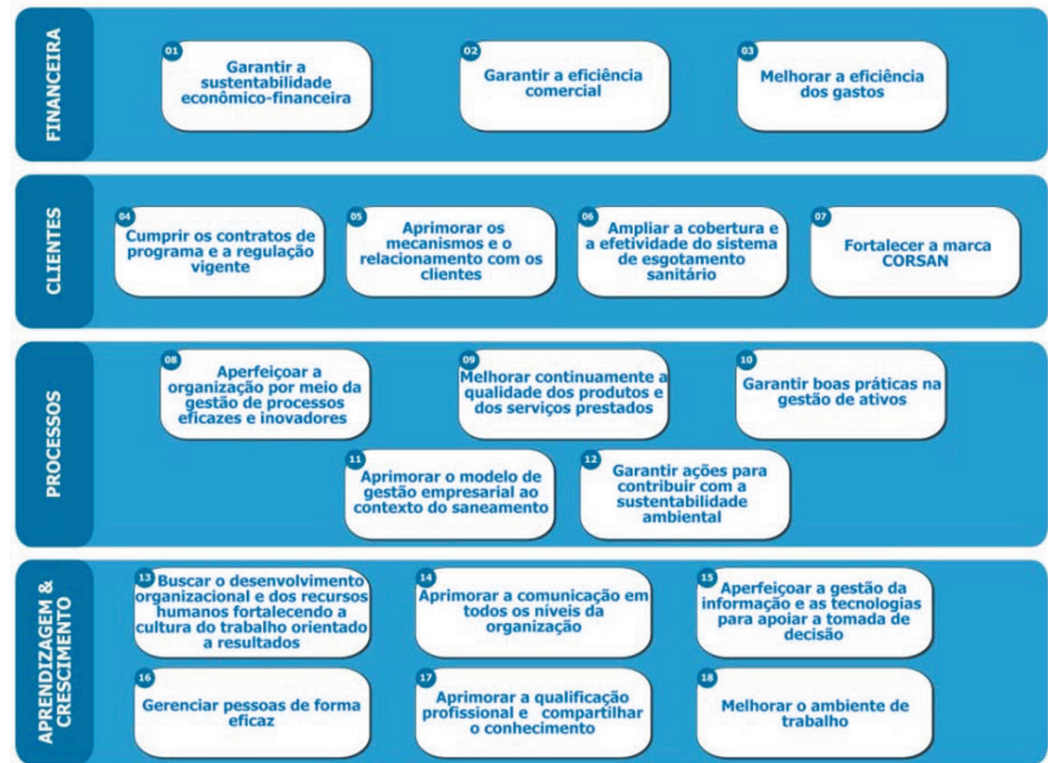 FINANCEIRA
01
Garantir a
sustentabilidade
econômico-financeira
02
Garantir a eficiência
comercial
03
Melhorar a eficiência
dos gastos
CLIENTES
04
Cumprir os contratos de
programa e a regulação
vigente
05
Aprimorar os
mecanismos e o
relacionamento com os
clientes
06
Ampliar a cobertura e
a efetividade do sistema
de esgotamento
sanitário
07
Fortalecer a marca
CORSAN
PROCESSOS
08
Aperfeiçoar a
organização por meio da
gestão de processos
eficazes e inovadores
09
Melhorar continuamente a
qualidade dos produtos e
dos serviços prestados
10
Garantir boas práticas na
gestão de ativos
11
Aprimorar o modelo de
gestão empresarial ao
contexto do saneamento
12
Garantir ações para
contribuir com a
sustentabilidade
ambiental
APRENDIZAGEM &
CRESCIMENTO
13
Buscar o desenvolvimento
organizacional e dos recursos
humanos fortalecendo a
cultura do trabalho orientado
a resultados
14
Aprimorar a comunicação em
todos os níveis da
organização
15
Aperfeiçoar a gestão da
informação e as tecnologias
para apoiar a tomada de
decisão
16
Gerenciar pessoas de forma
eficaz
17
Aprimorar a qualificação
profissional e compartilhar
o conhecimento
18
Melhorar o ambiente de
trabalho